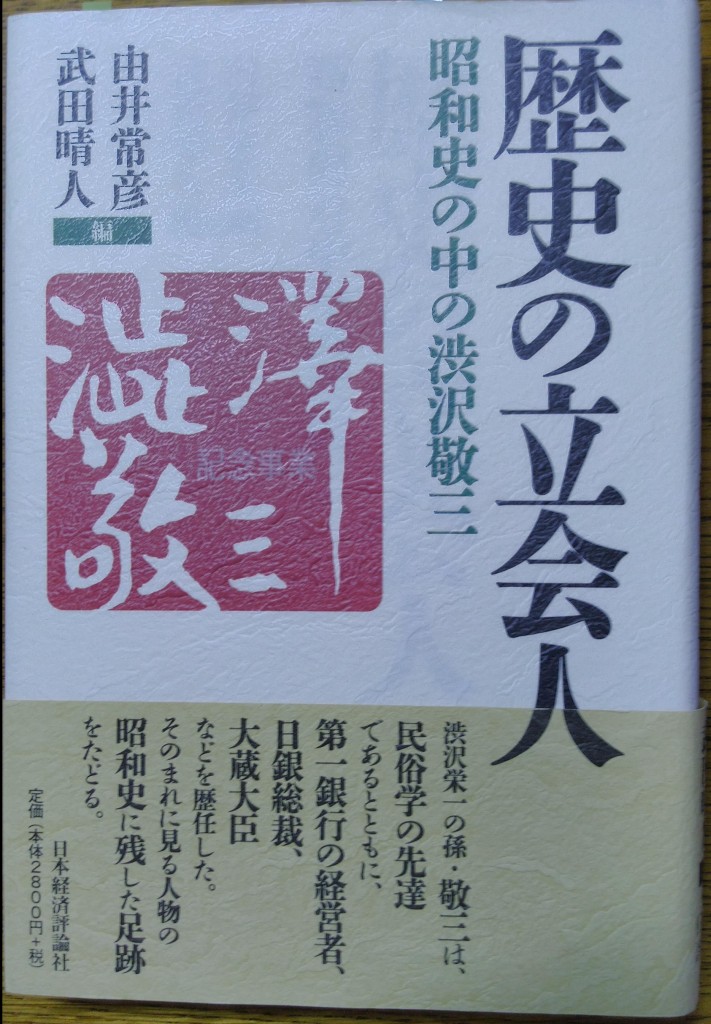 歴史の立会人
昭和史の中の渋沢敬三
由井常彦
武田晴人
編
澤三
澁敬
記念事業
渋沢栄一の孫・敬三は、
民俗学の先達
であるとともに、
第一銀行の経営者、
日銀総裁、
大蔵大臣
などを歴任した。
そのまれに見る人物の
昭和史に残した足跡
をたどる。
日本経済評論社
定価（本体2800円＋税）